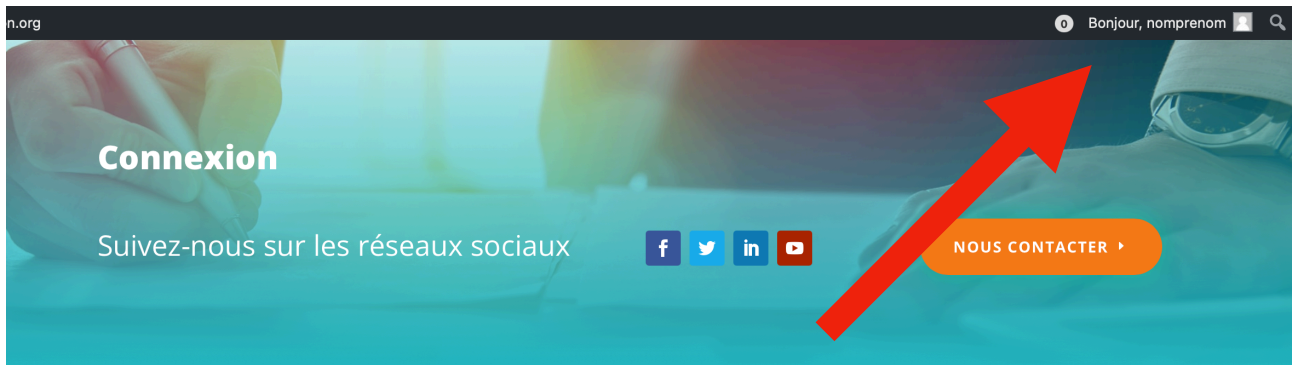 n.org
0 Bonjour, nomprenom
Connexion
Suivez-nous sur les réseaux sociaux
f in
NOUS CONTACTER